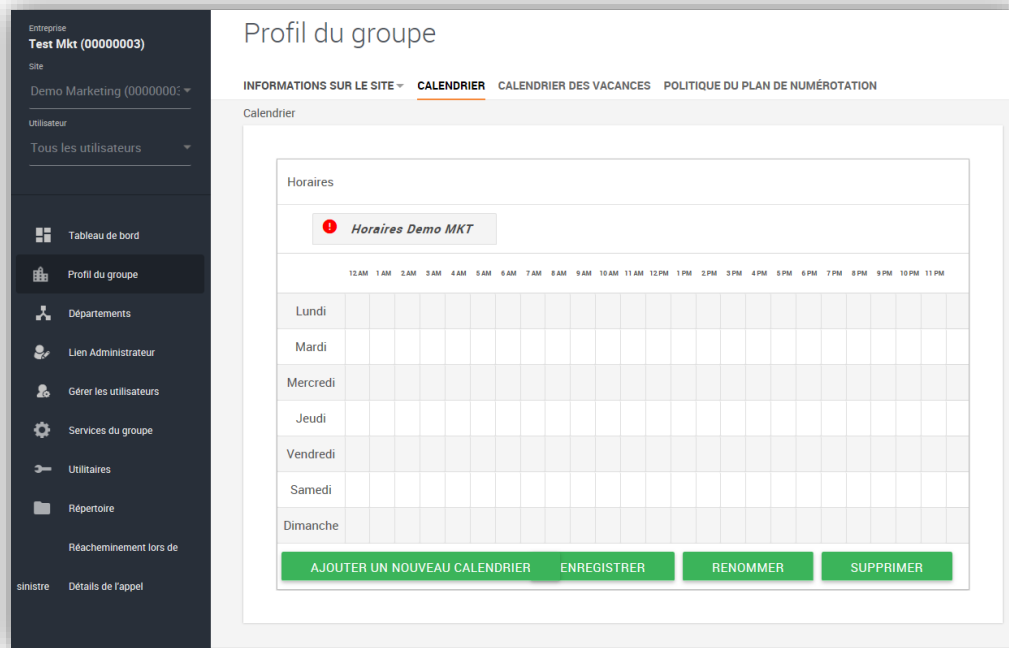 Entreprise
Test Mkt (00000003)
Site
Demo Marketing (00000003
Utilisateur
Tous les utilisateurs
Tableau de bord
Profil du groupe
Départements
Lien Administrateur
Gérer les utilisateurs
Services du groupe
Utilitaires
Répertoire
Réacheminement lors de
sinistre
Détails de l'appel
Profil du groupe
INFORMATIONS SUR LE SITE CALENDRIER CALENDRIER DES VACANCES POLITIQUE DU PLAN DE NUMÉROTATION
Calendrier
Horaires
Horaires Demo MKT
12 AM 1 AM 2 AM 3 AM 4 AM 5 AM 6 AM 7 AM 8 AM 9 AM 10 AM 11 AM 12 PM 1 PM 2 PM 3 PM 4 PM 5 PM 6 PM 7 PM 8 PM 9 PM 10 PM 11 PM
Lundi
Mardi
Mercredi
Jeudi
Vendredi
Samedi
Dimanche
AJOUTER UN NOUVEAU CALENDRIER ENREGISTRER RENOMMER SUPPRIMER